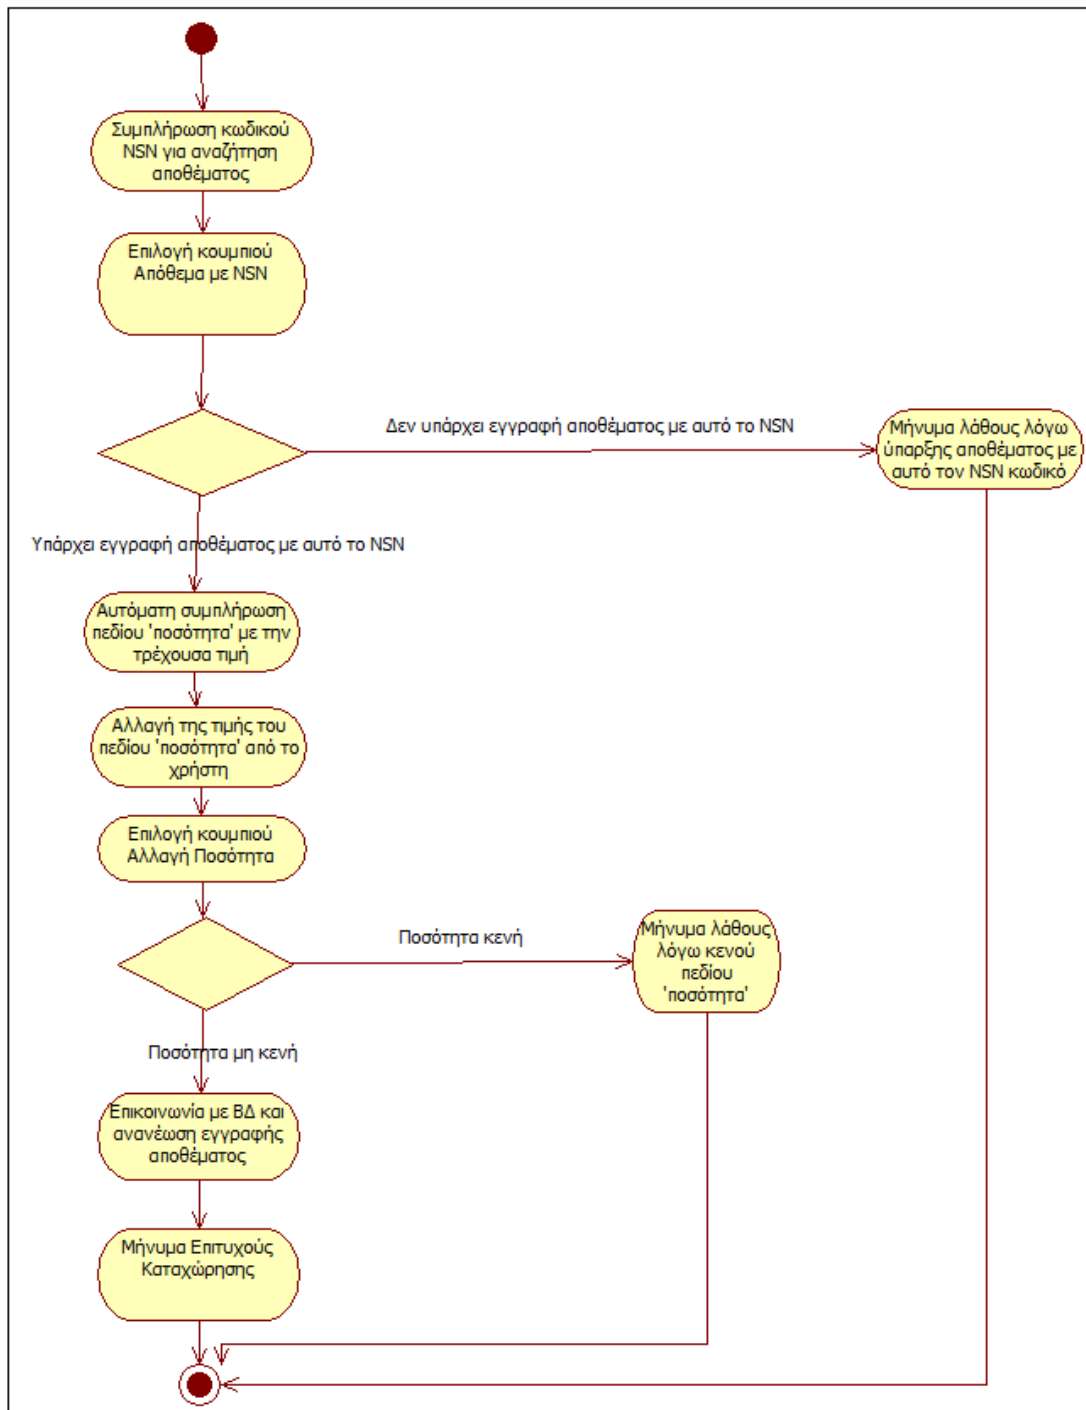 Συμπλήρωση κωδικού
NSN για αναζήτηση
αποθέματος
Επιλογή κουμπιού
Απόθεμα με NSN
Δεν υπάρχει εγγραφή αποθέματος με αυτό το NSN
Μήνυμα λάθους λόγω
ύπαρξης αποθέματος με
αυτό τον NSN κωδικό
Υπάρχει εγγραφή αποθέματος με αυτό το NSN
Αυτόματη συμπλήρωση
πεδίου 'ποσότητα' με την
τρέχουσα τιμή
Αλλαγή της τιμής του
πεδίου 'ποσότητα' από το
χρήστη
Επιλογή κουμπιού
Αλλαγή Ποσότητα
Ποσότητα κενή
Μήνυμα λάθους
λόγω κενού
πεδίου
'ποσότητα'
Ποσότητα μη κενή
Επικοινωνία με ΒΔ και
ανανέωση εγγραφής
αποθέματος
Μήνυμα Επιτυχούς
Καταχώρησης